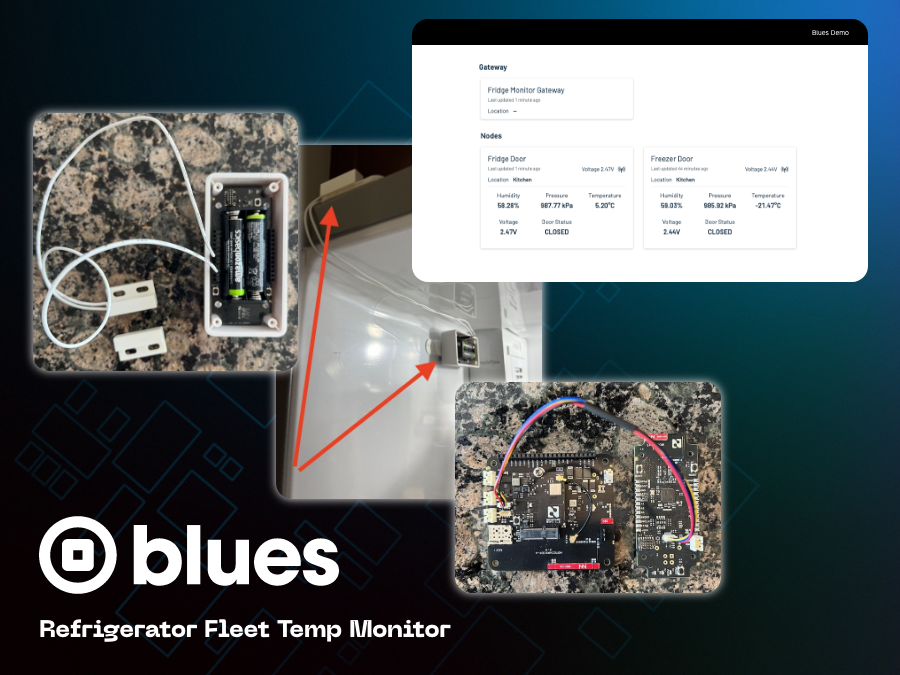 Blues Demo
Gateway
Fridge Monitor Gateway
Last updated 1 minute ago
Location –
Nodes
Fridge Door
Last updated 1 minute ago
Voltage 2.47V
Location Kitchen
Humidity Pressure Temperature
58.28% 987.77 kPa 5.20°C
Voltage Door Status
2.47V CLOSED
Freezer Door
Last updated 44 minutes ago
Voltage 2.44V
Location Kitchen
Humidity Pressure Temperature
59.03% 985.92 kPa -21.47°C
Voltage Door Status
2.44V CLOSED
amazonbasics
blues
Refrigerator Fleet Temp Monitor